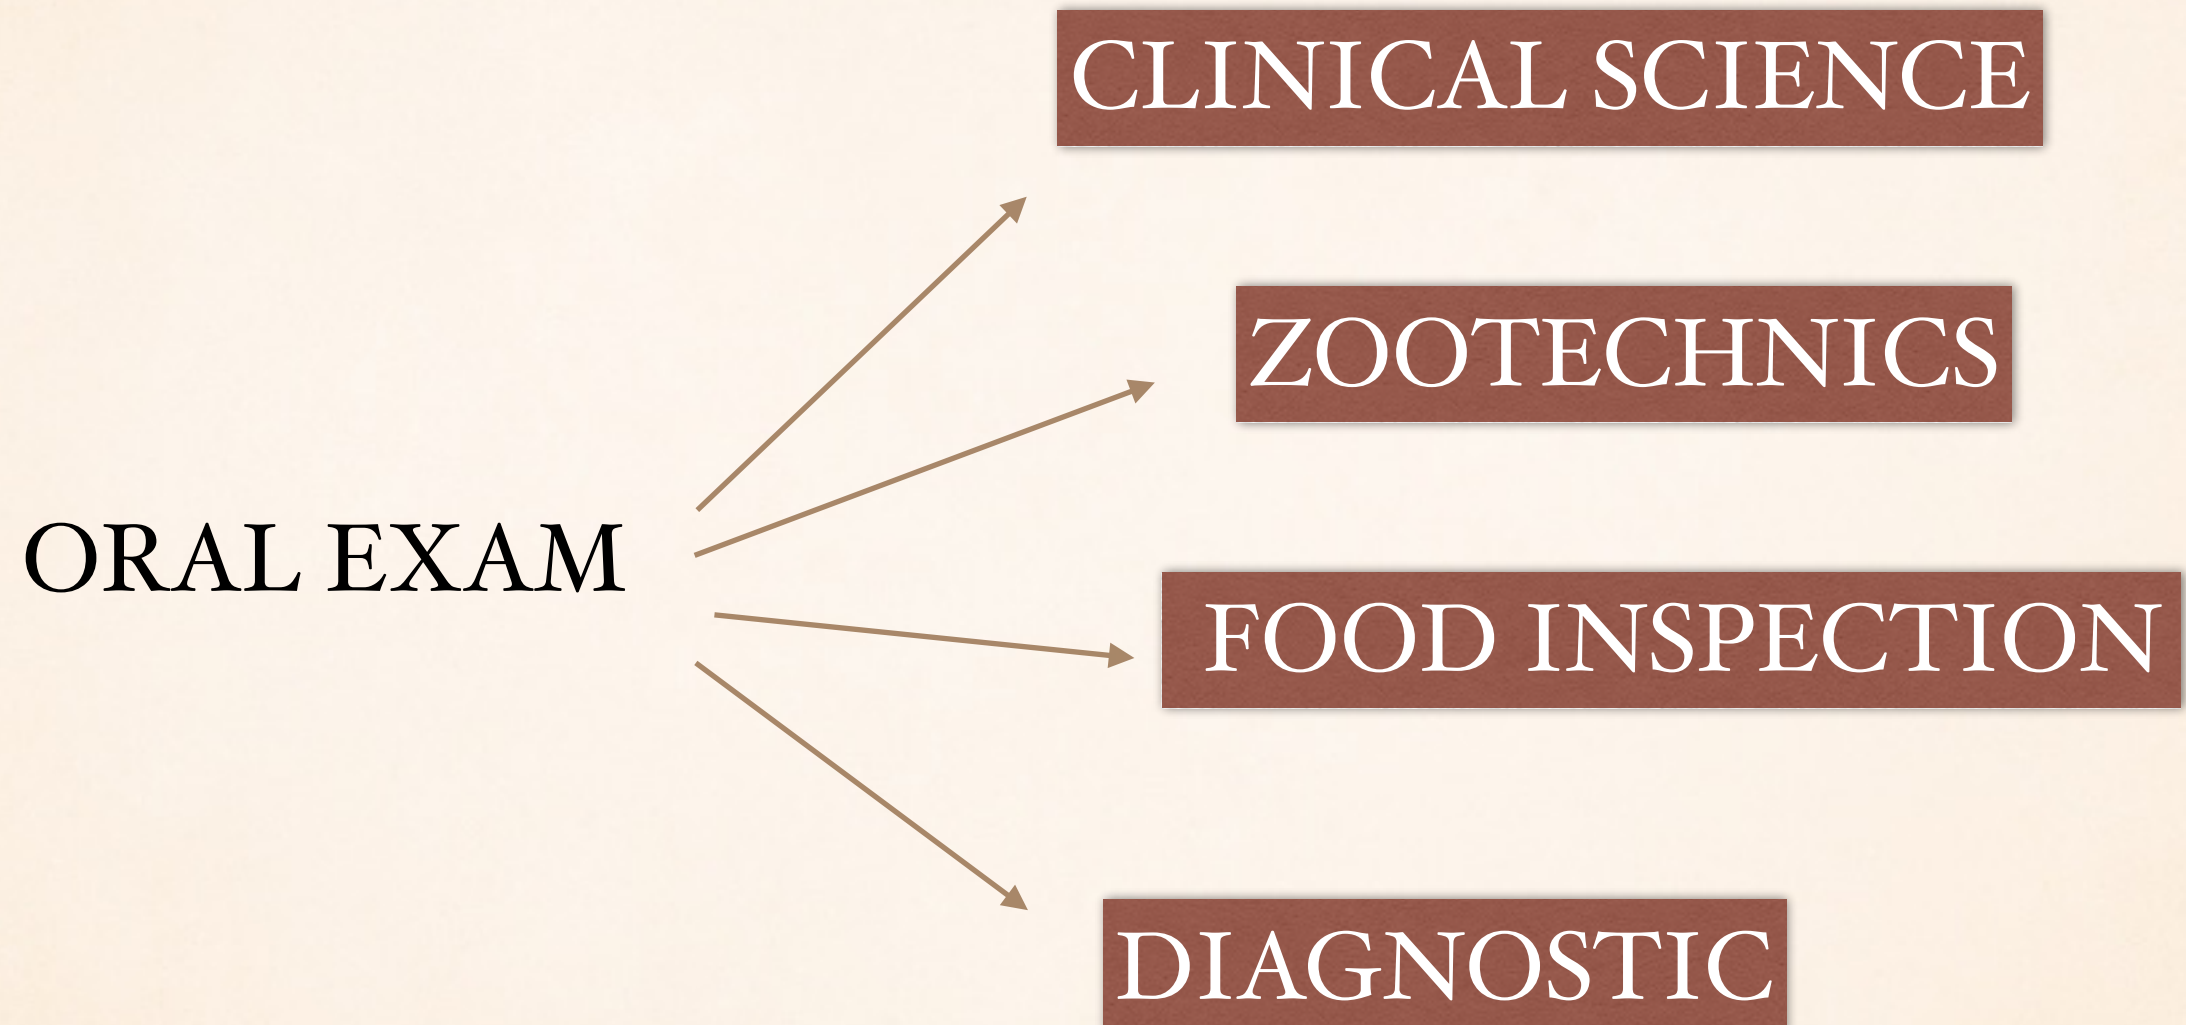 CLINICAL SCIENCE
ZOOTECHNICS
ORAL EXAM
FOOD INSPECTION
DIAGNOSTIC